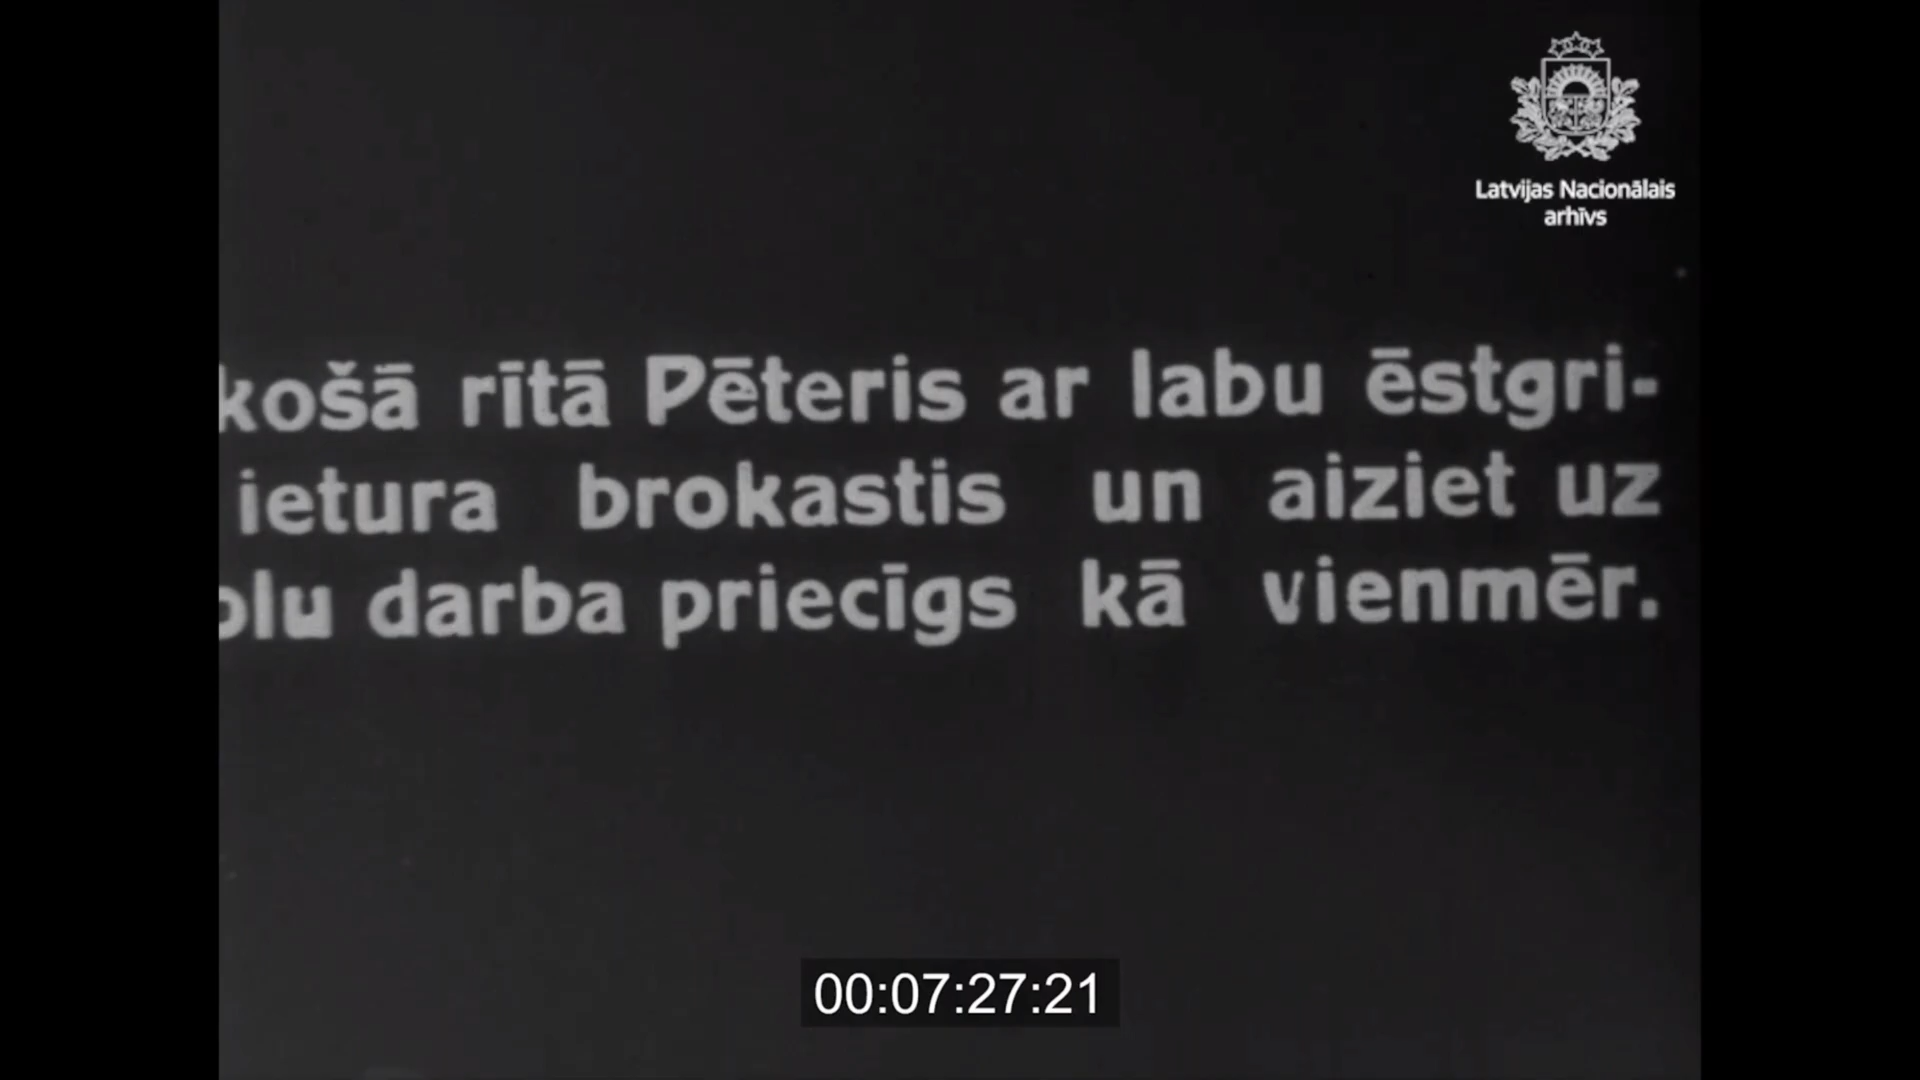 Latvijas Nacionālais
arhīvs
košā rītā Pēteris ar labu ēstgri-
ietura brokastis un aiziet uz
olu darba priecīgs kā vienmēr.
00:07:27:21